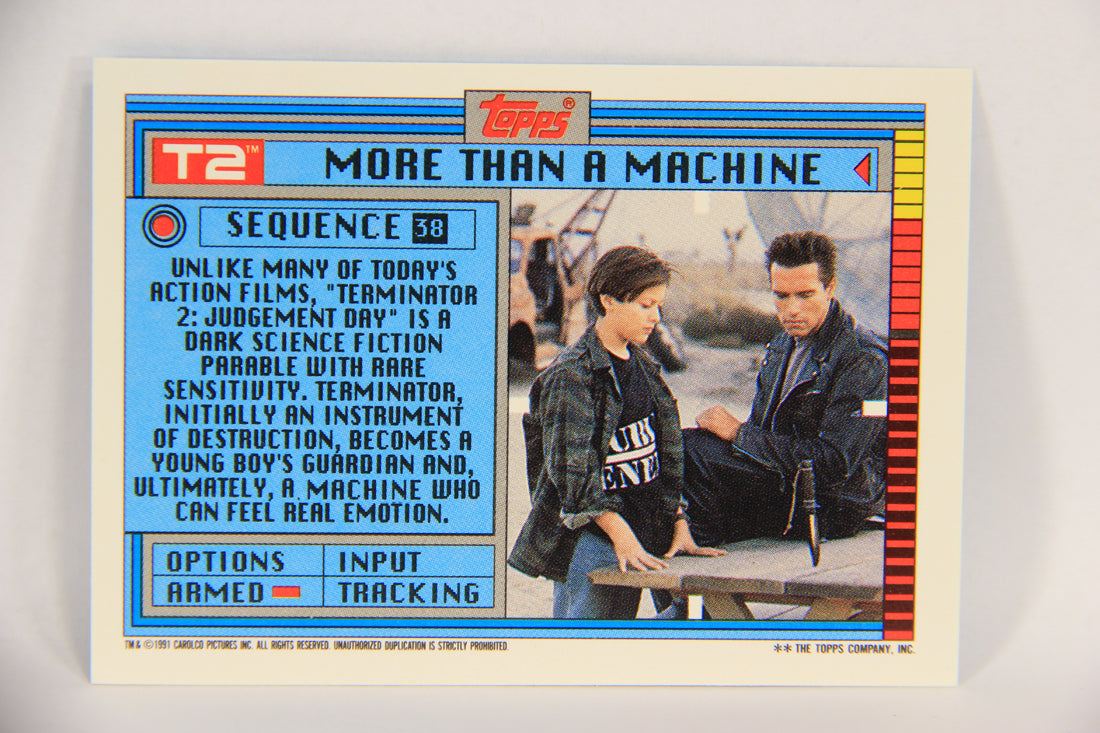 Topps®
T2™ MORE THAN A MACHINE
SEQUENCE 38
UNLIKE MANY OF TODAY'S
ACTION FILMS, "TERMINATOR
2: JUDGEMENT DAY" IS A
DARK SCIENCE FICTION
PARABLE WITH RARE
SENSITIVITY. TERMINATOR,
INITIALLY AN INSTRUMENT
OF DESTRUCTION, BECOMES A
YOUNG BOY'S GUARDIAN AND,
ULTIMATELY, A MACHINE WHO
CAN FEEL REAL EMOTION.
UBL
ENE
OPTIONS INPUT
ARMED TRACKING
TM & ©1991 CAROLCO PICTURES INC. ALL RIGHTS RESERVED. UNAUTHORIZED DUPLICATION IS STRICTLY PROHIBITED.
** THE TOPPS COMPANY, INC.